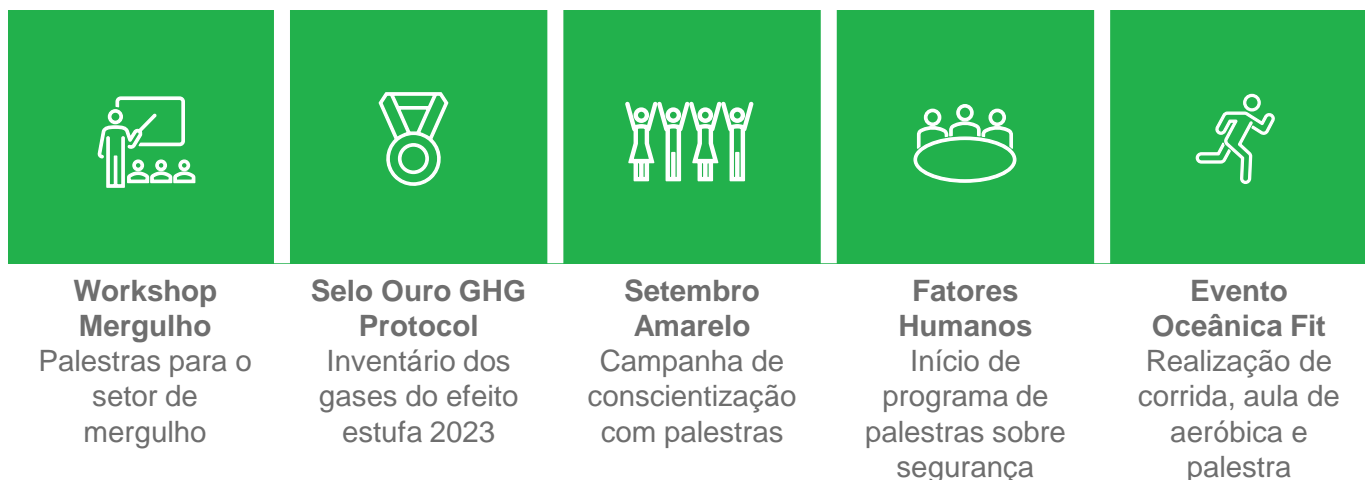 Workshop
Mergulho
Palestras para o
setor de
mergulho
Selo Ouro GHG
Protocol
Inventário dos
gases do efeito
estufa 2023
Setembro
Amarelo
Campanha de
conscientização
com palestras
Fatores
Humanos
Início de
programa de
palestras sobre
segurança
Evento
Oceânica Fit
Realização de
corrida, aula de
aeróbica e
palestra